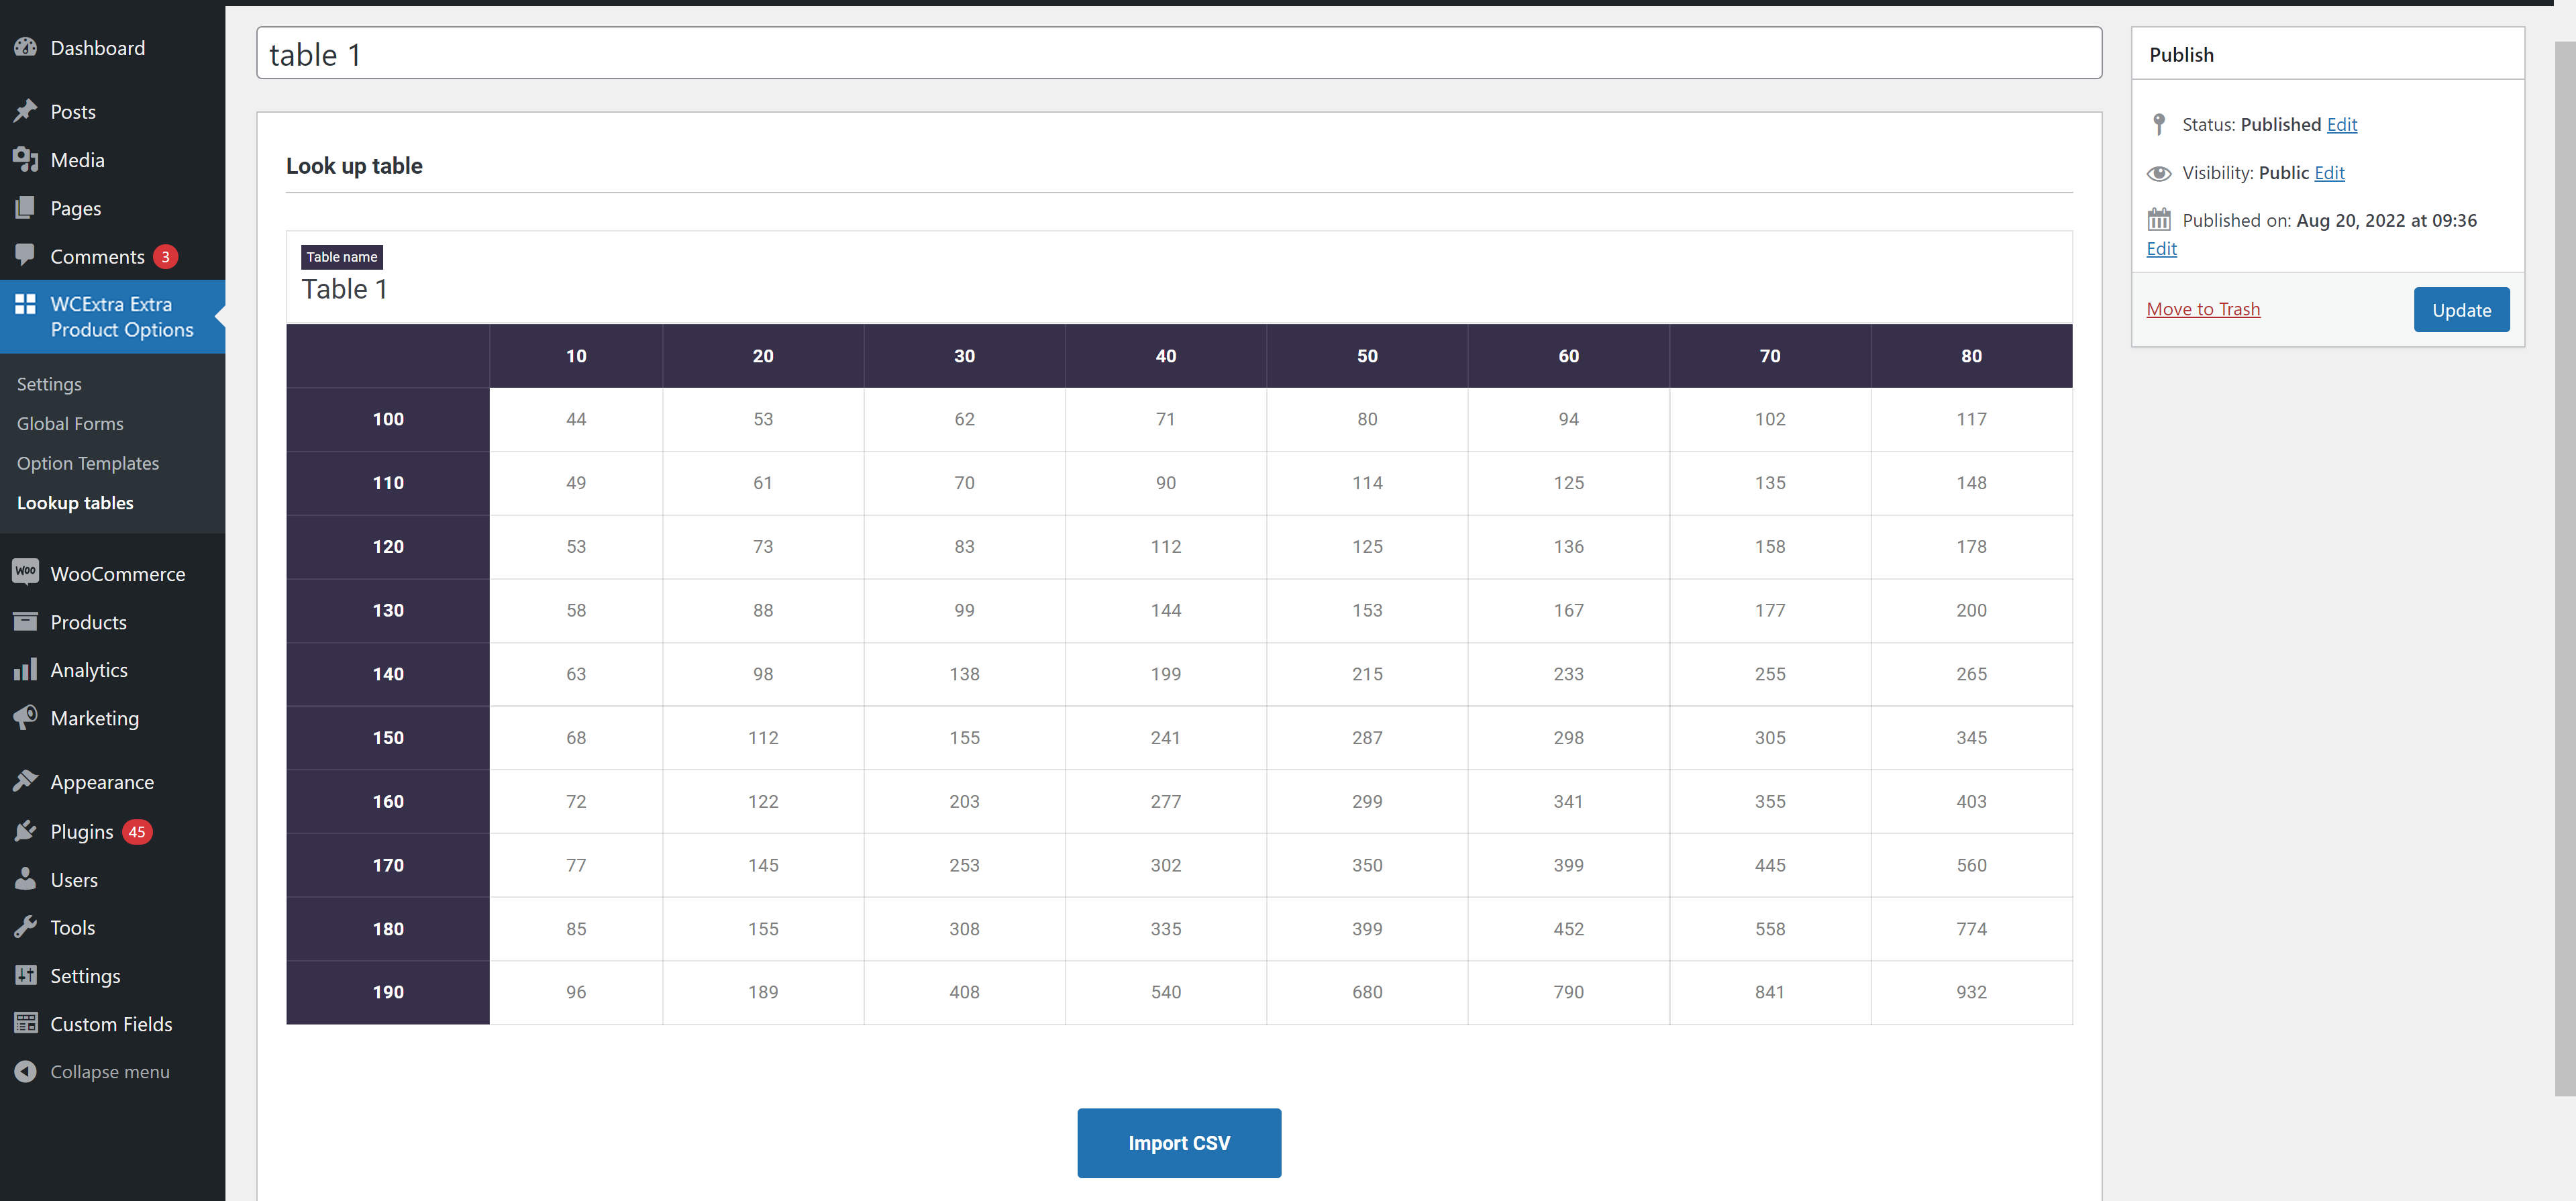 Dashboard
Posts
Media
Pages
Comments 3
WCExtra Extra
Product Options
Settings
Global Forms
Option Templates
Lookup tables
Woo WooCommerce
Products
Analytics
Marketing
Appearance
Plugins 45
Users
Tools
Settings
Custom Fields
Collapse menu
table 1
Look up table
Table name
Table 1
10 20 30 40 50 60 70 80
100 44 53 62 71 80 94 102 117
110 49 61 70 90 114 125 135 148
120 53 73 83 112 125 136 158 178
130 58 88 99 144 153 167 177 200
140 63 98 138 199 215 233 255 265
150 68 112 155 241 287 298 305 345
160 72 122 203 277 299 341 355 403
170 77 145 253 302 350 399 445 560
180 85 155 308 335 399 452 558 774
190 96 189 408 540 680 790 841 932
Import CSV
Publish
Status: Published Edit
Visibility: Public Edit
Published on: Aug 20, 2022 at 09:36
Edit
Move to Trash
Update